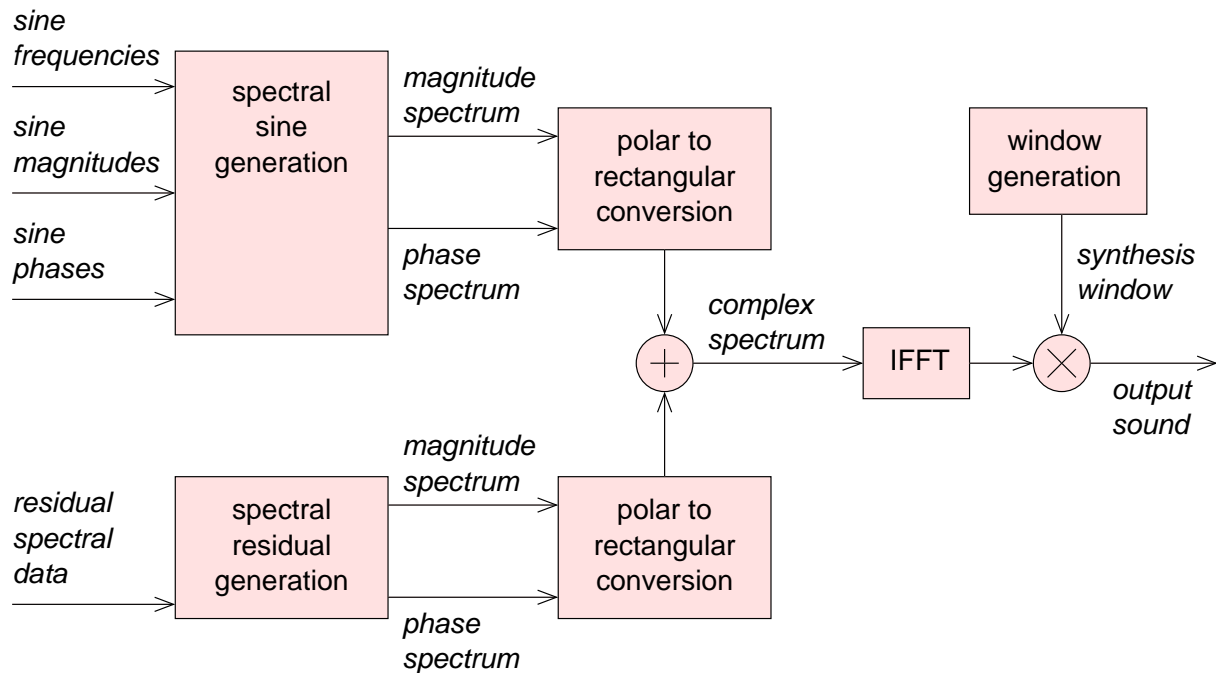 sine
frequencies
sine
magnitudes
sine
phases
spectral
sine
generation
magnitude
spectrum
phase
spectrum
polar to
rectangular
conversion
window
generation
synthesis
window
complex
spectrum
IFFT
output
sound
residual
spectral
data
spectral
residual
generation
magnitude
spectrum
phase
spectrum
polar to
rectangular
conversion